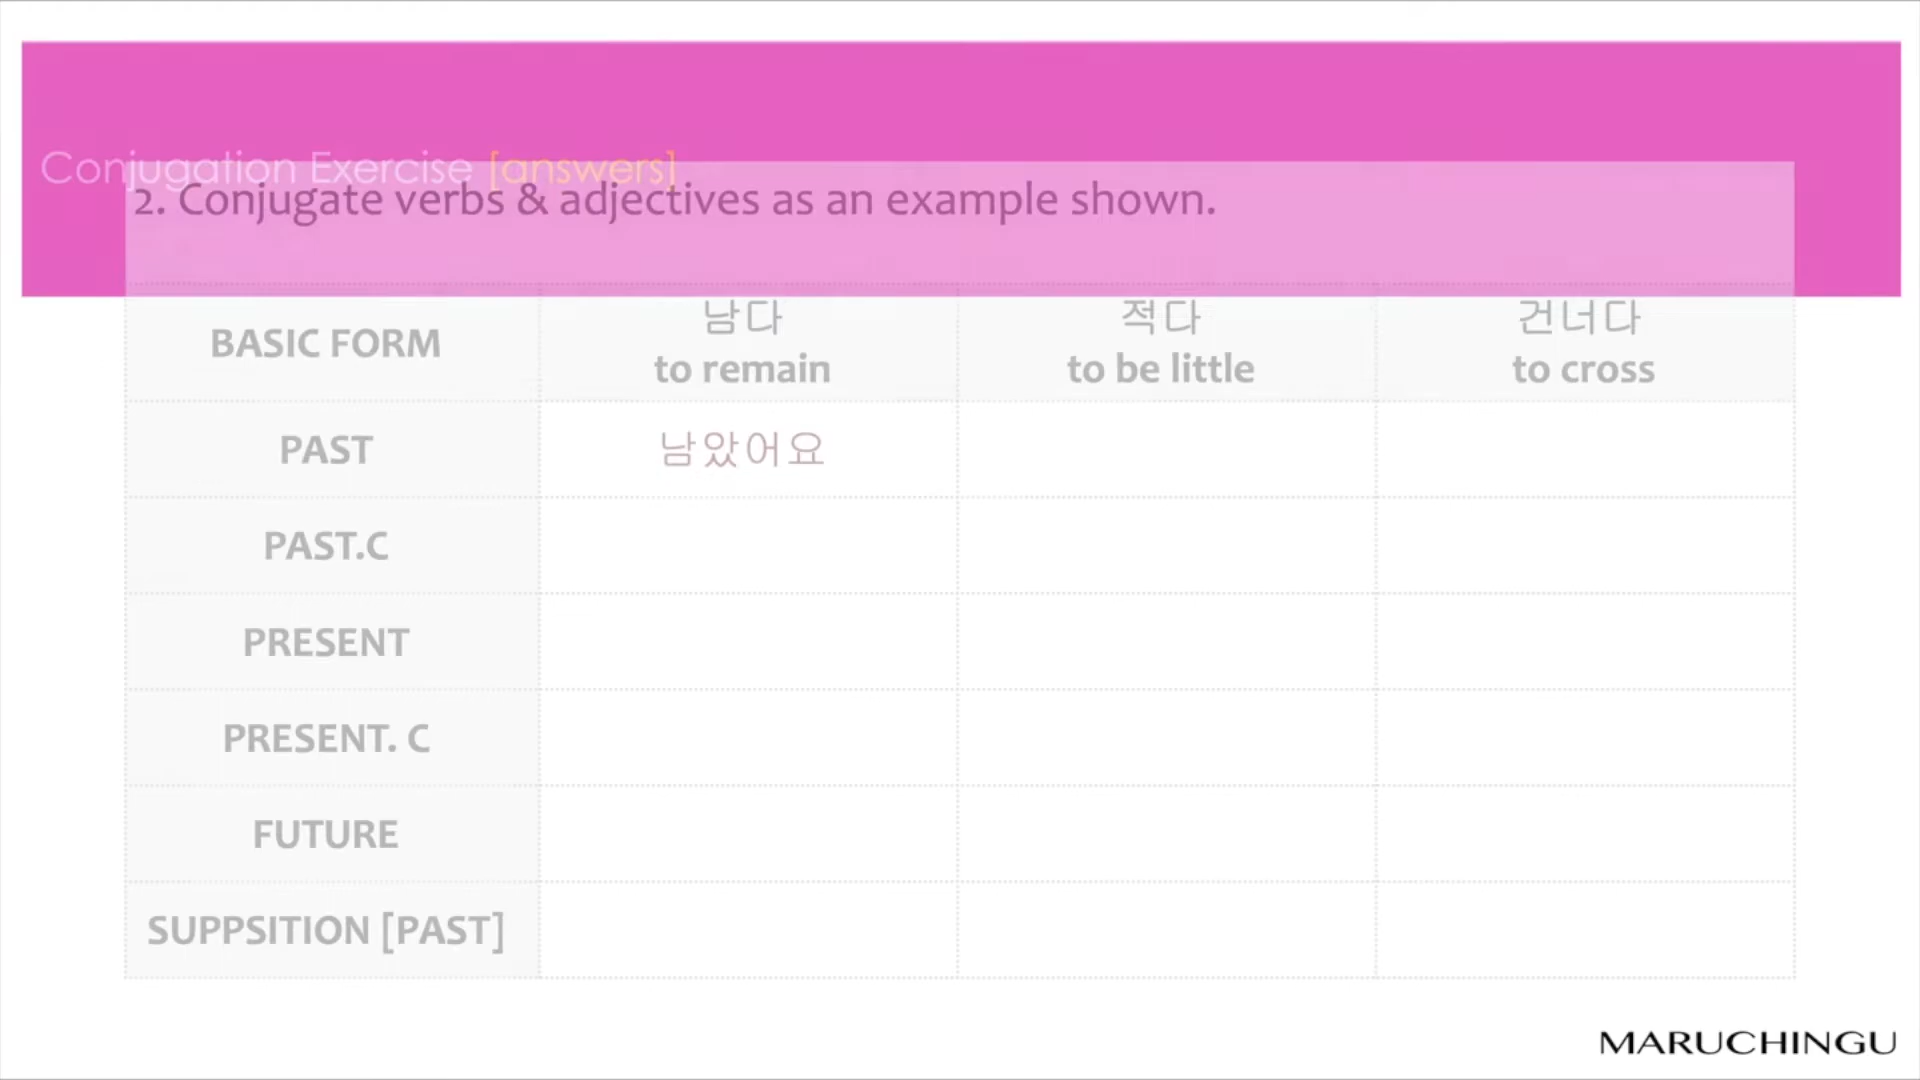 Conjugation Exercise [answers]
2. Conjugate verbs & adjectives as an example shown.
BASIC FORM
남다
to remain
적다
to be little
건너다
to cross
PAST
남았어요
PAST.C
PRESENT
PRESENT. C
FUTURE
SUPPSITION [PAST]
MARUCHINGU